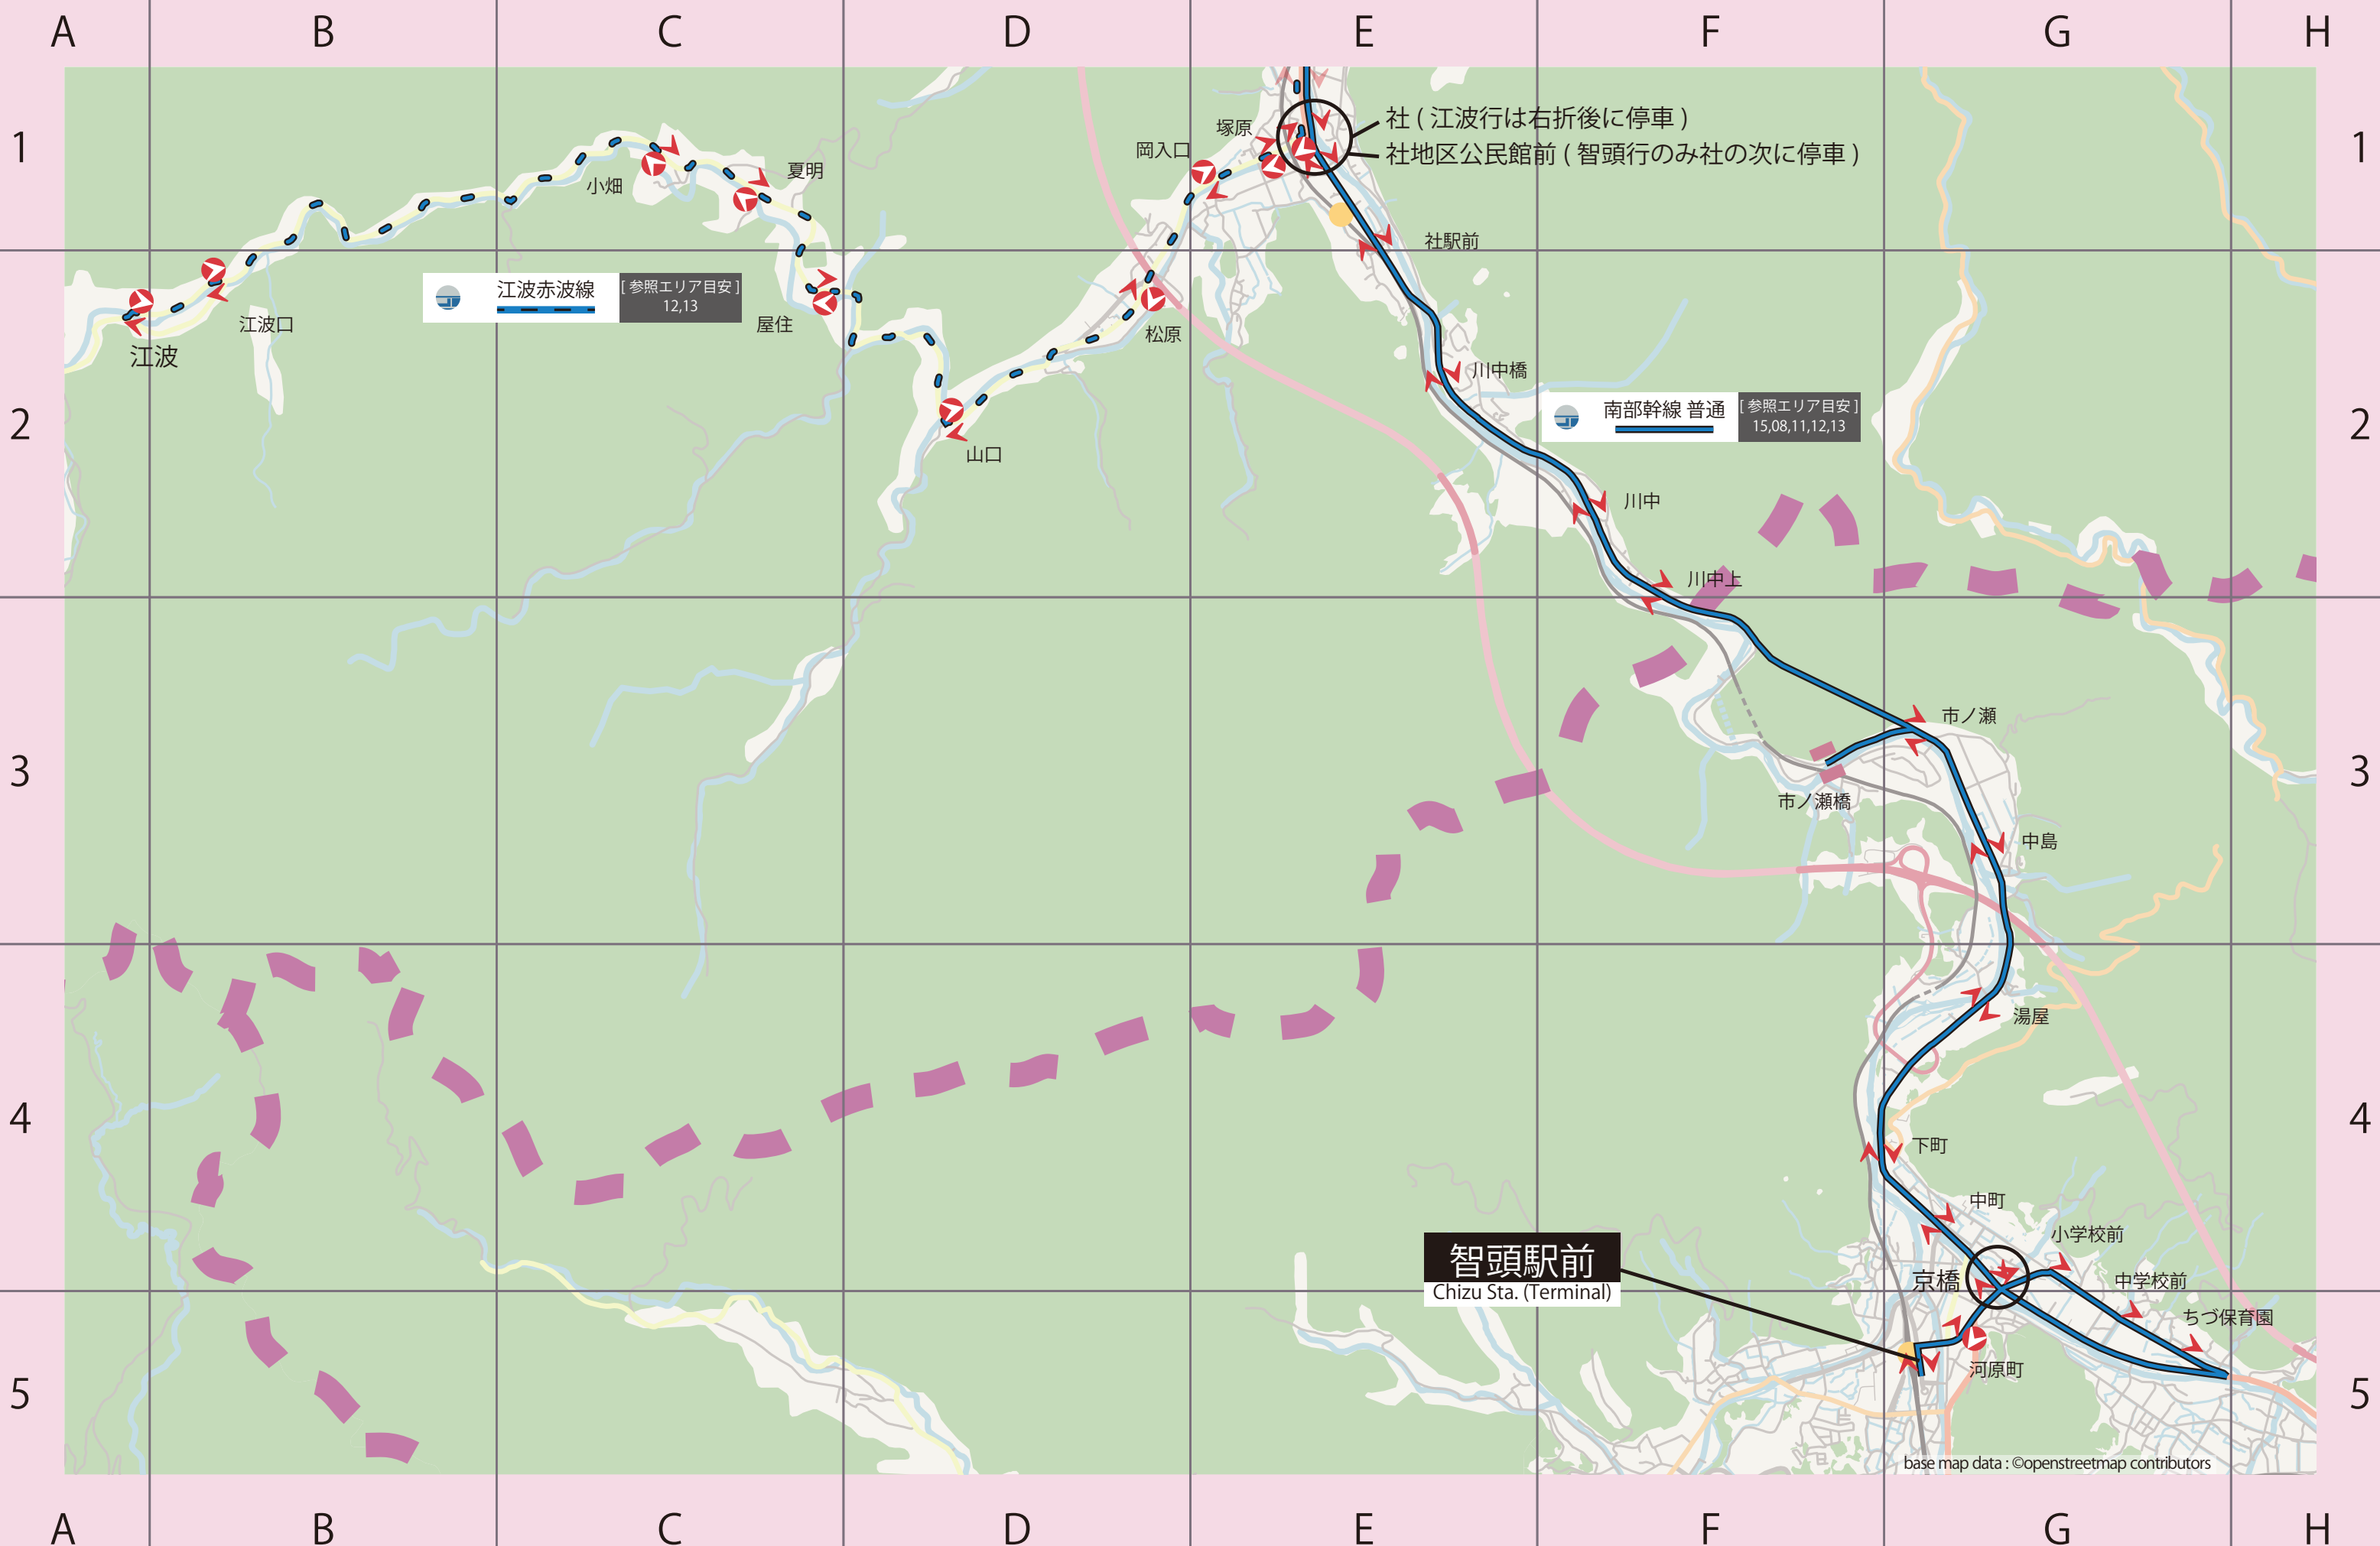 A B C D E F G H
1
1
2
2
3
3
4
4
5
5
社 ( 江波行は右折後に停車 )
社地区公民館前 ( 智頭行のみ社の次に停車 )
塚原
岡入口
夏明
小畑
社駅前
江波赤波線
[ 参照エリア目安 ]
12,13
江波口
屋住
松原
江波
川中橋
南部幹線 普通
[ 参照エリア目安 ]
15,08,11,12,13
山口
川中
川中上
市ノ瀬
市ノ瀬橋
中島
湯屋
下町
中町
小学校前
智頭駅前
Chizu Sta. (Terminal)
京橋
中学校前
ちづ保育園
河原町
base map data : ©openstreetmap contributors
A B C D E F G H